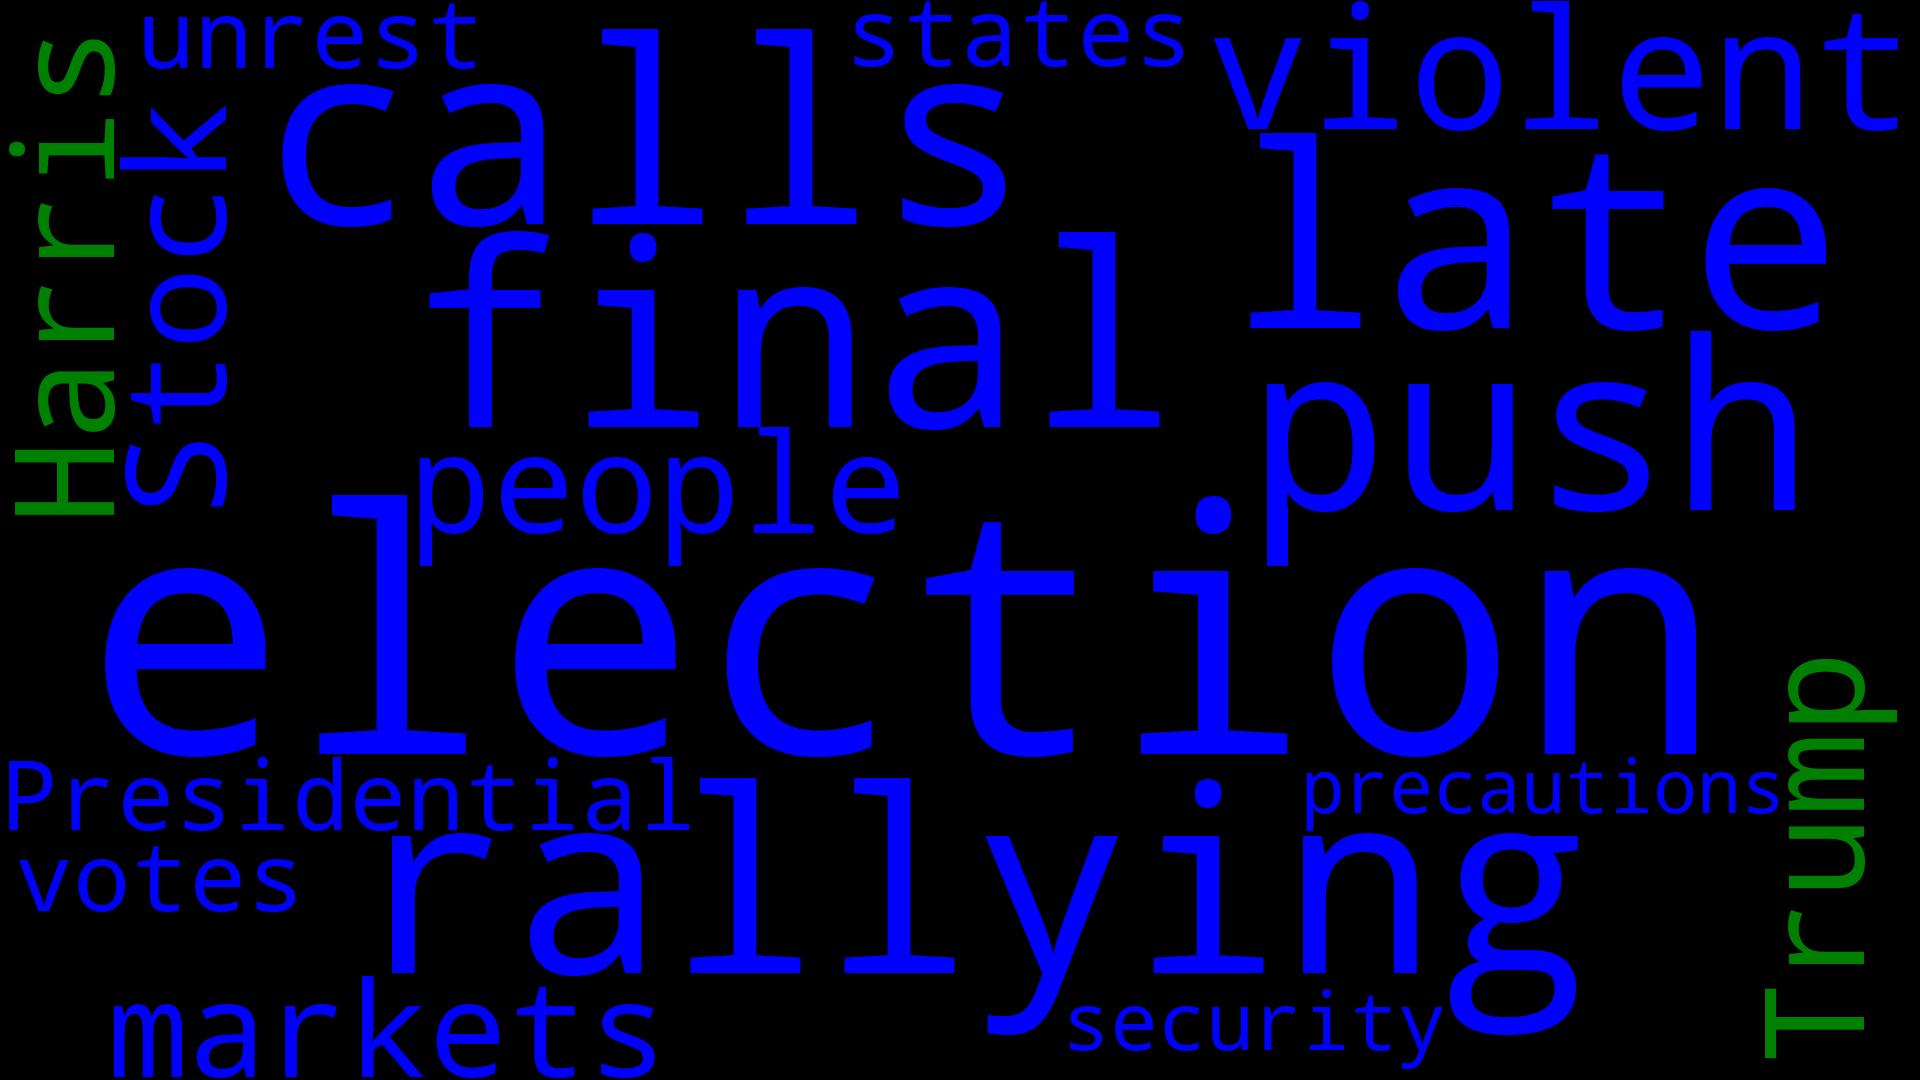 unrest
states
violent
Harris
Stock
calls
late
final
push
people
election
Presidential
precautions
Trump
votes
rallying
markets
security